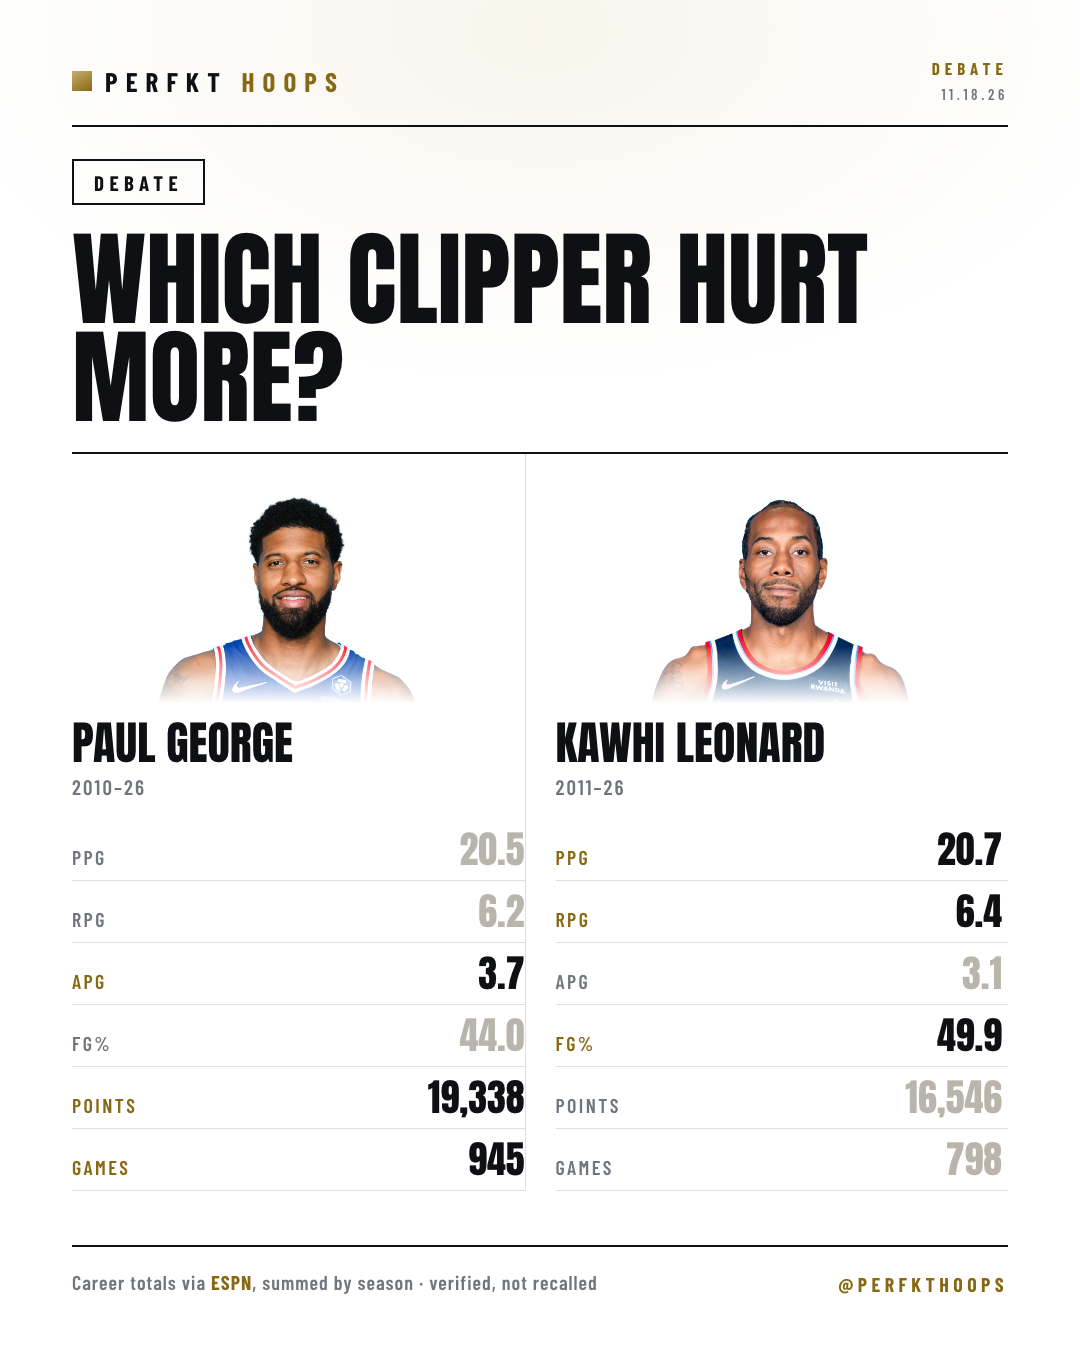 PERFKT HOOPS
DEBATE
11.18.26
DEBATE
WHICH CLIPPER HURT
MORE?
VISIT
RWANDA
PAUL GEORGE
2010–26
PPG 20.5
RPG 6.2
APG 3.7
FG% 44.0
POINTS 19,338
GAMES 945
KAWHI LEONARD
2011–26
PPG 20.7
RPG 6.4
APG 3.1
FG% 49.9
POINTS 16,546
GAMES 798
Career totals via ESPN, summed by season · verified, not recalled
@PERFKTHOOPS